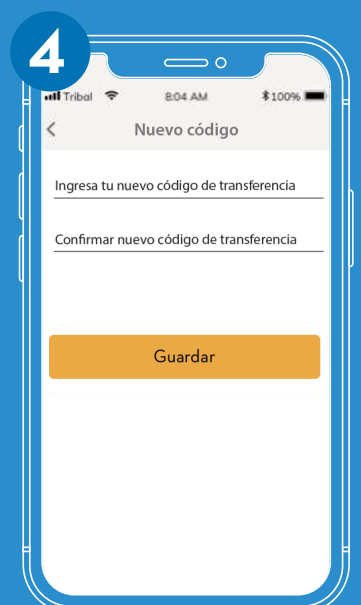 4
Tribal 8:04 AM 100%
Nuevo código
Ingresa tu nuevo código de transferencia
Confirmar nuevo código de transferencia
Guardar